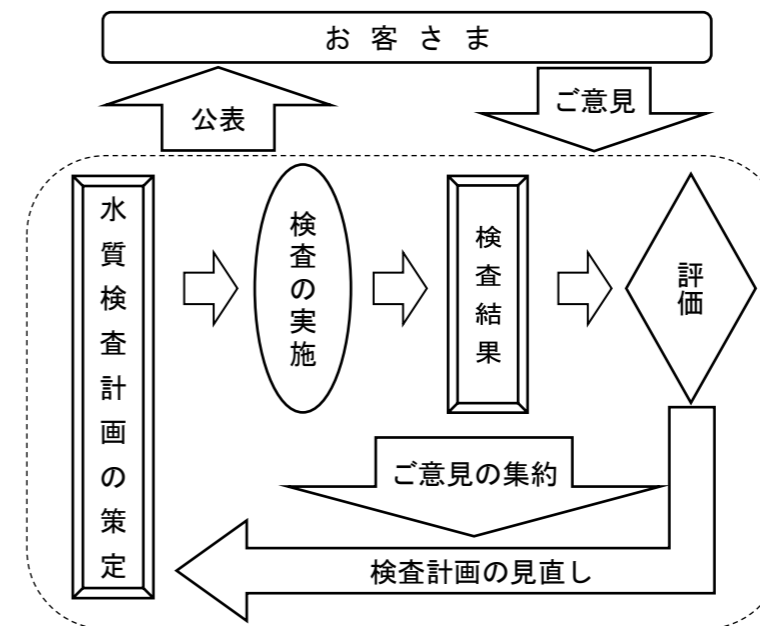 お客さま
公表
ご意見
水質検査計画の策定
検査の実施
検査結果
評価
ご意見の集約
検査計画の見直し